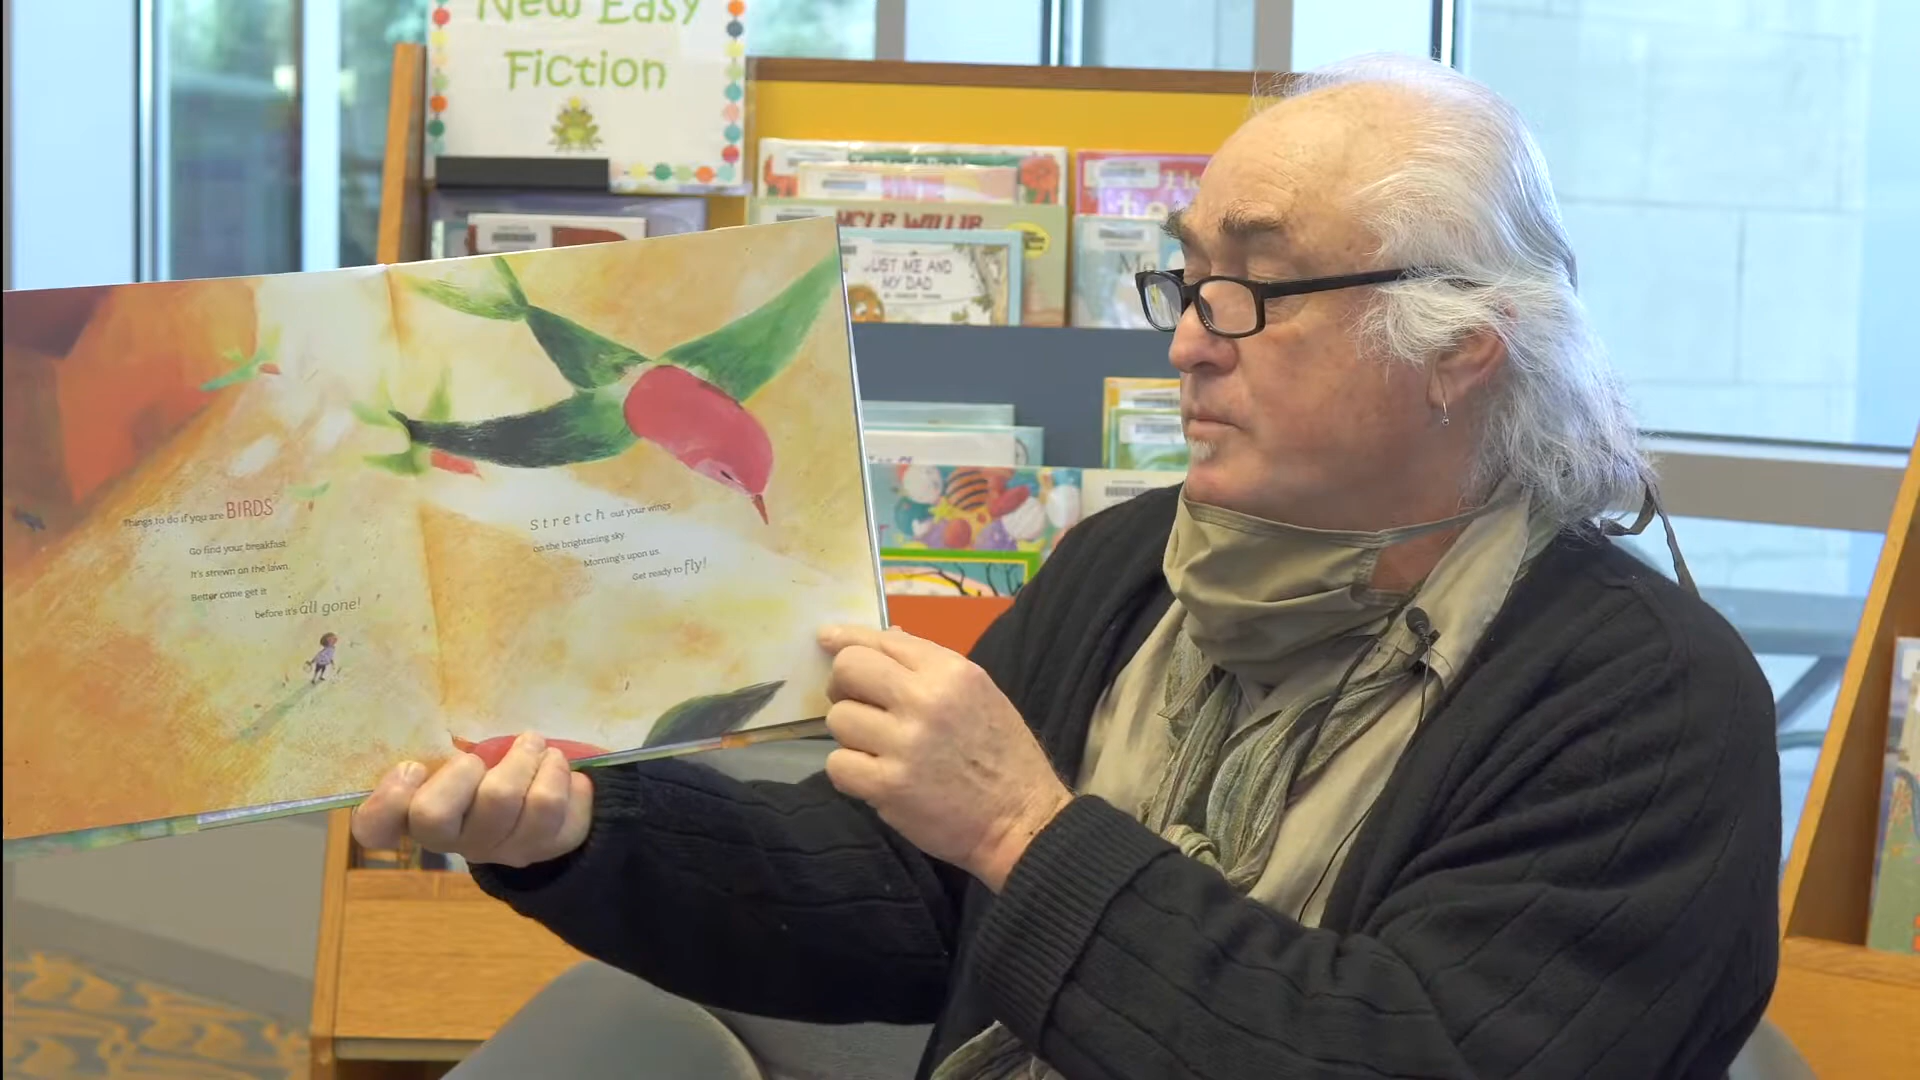 New Easy
Fiction
UNCLE WILLIE
JUST ME AND
MY DAD
Things to do if you are BIRDS
Go find your breakfast.
It's strewn on the lawn.
Better come get it
before it's all gone!
Stretch out your wings
on the brightening sky.
Morning's upon us.
Get ready to fly!